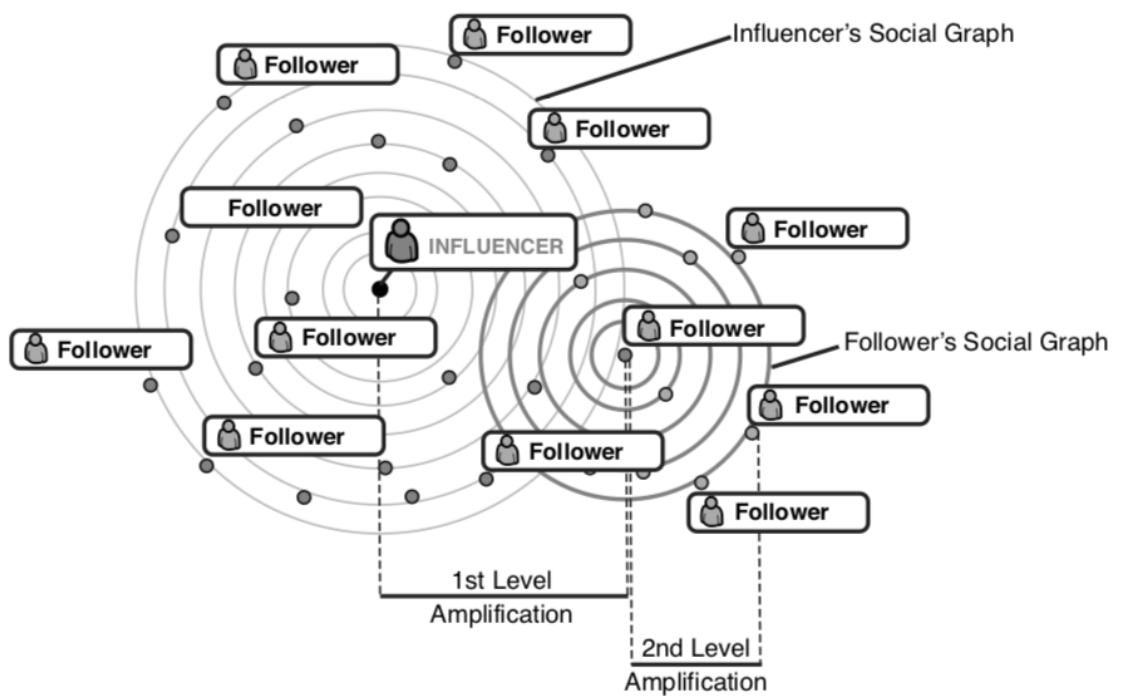 Follower
Influencer's Social Graph
Follower
Follower
Follower
Follower
INFLUENCER
Follower
Follower
Follower's Social Graph
Follower
Follower
Follower
Follower
Follower
Follower
1st Level
Amplification
2nd Level
Amplification